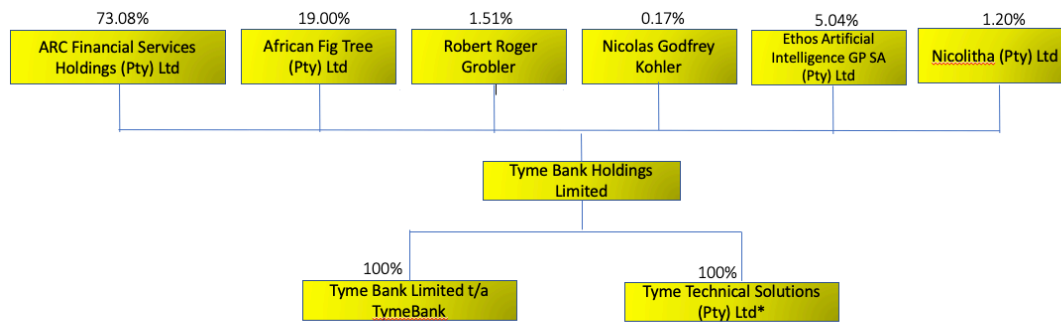 73.08%
19.00%
1.51%
0.17%
5.04%
1.20%
ARC Financial Services
Holdings (Pty) Ltd
African Fig Tree
(Pty) Ltd
Robert Roger
Grobler
Nicolas Godfrey
Kohler
Ethos Artificial
Intelligence GP SA
(Pty) Ltd
Nicolitha (Pty) Ltd
Tyme Bank Holdings
Limited
100%
100%
Tyme Bank Limited t/a
TymeBank
Tyme Technical Solutions
(Pty) Ltd*